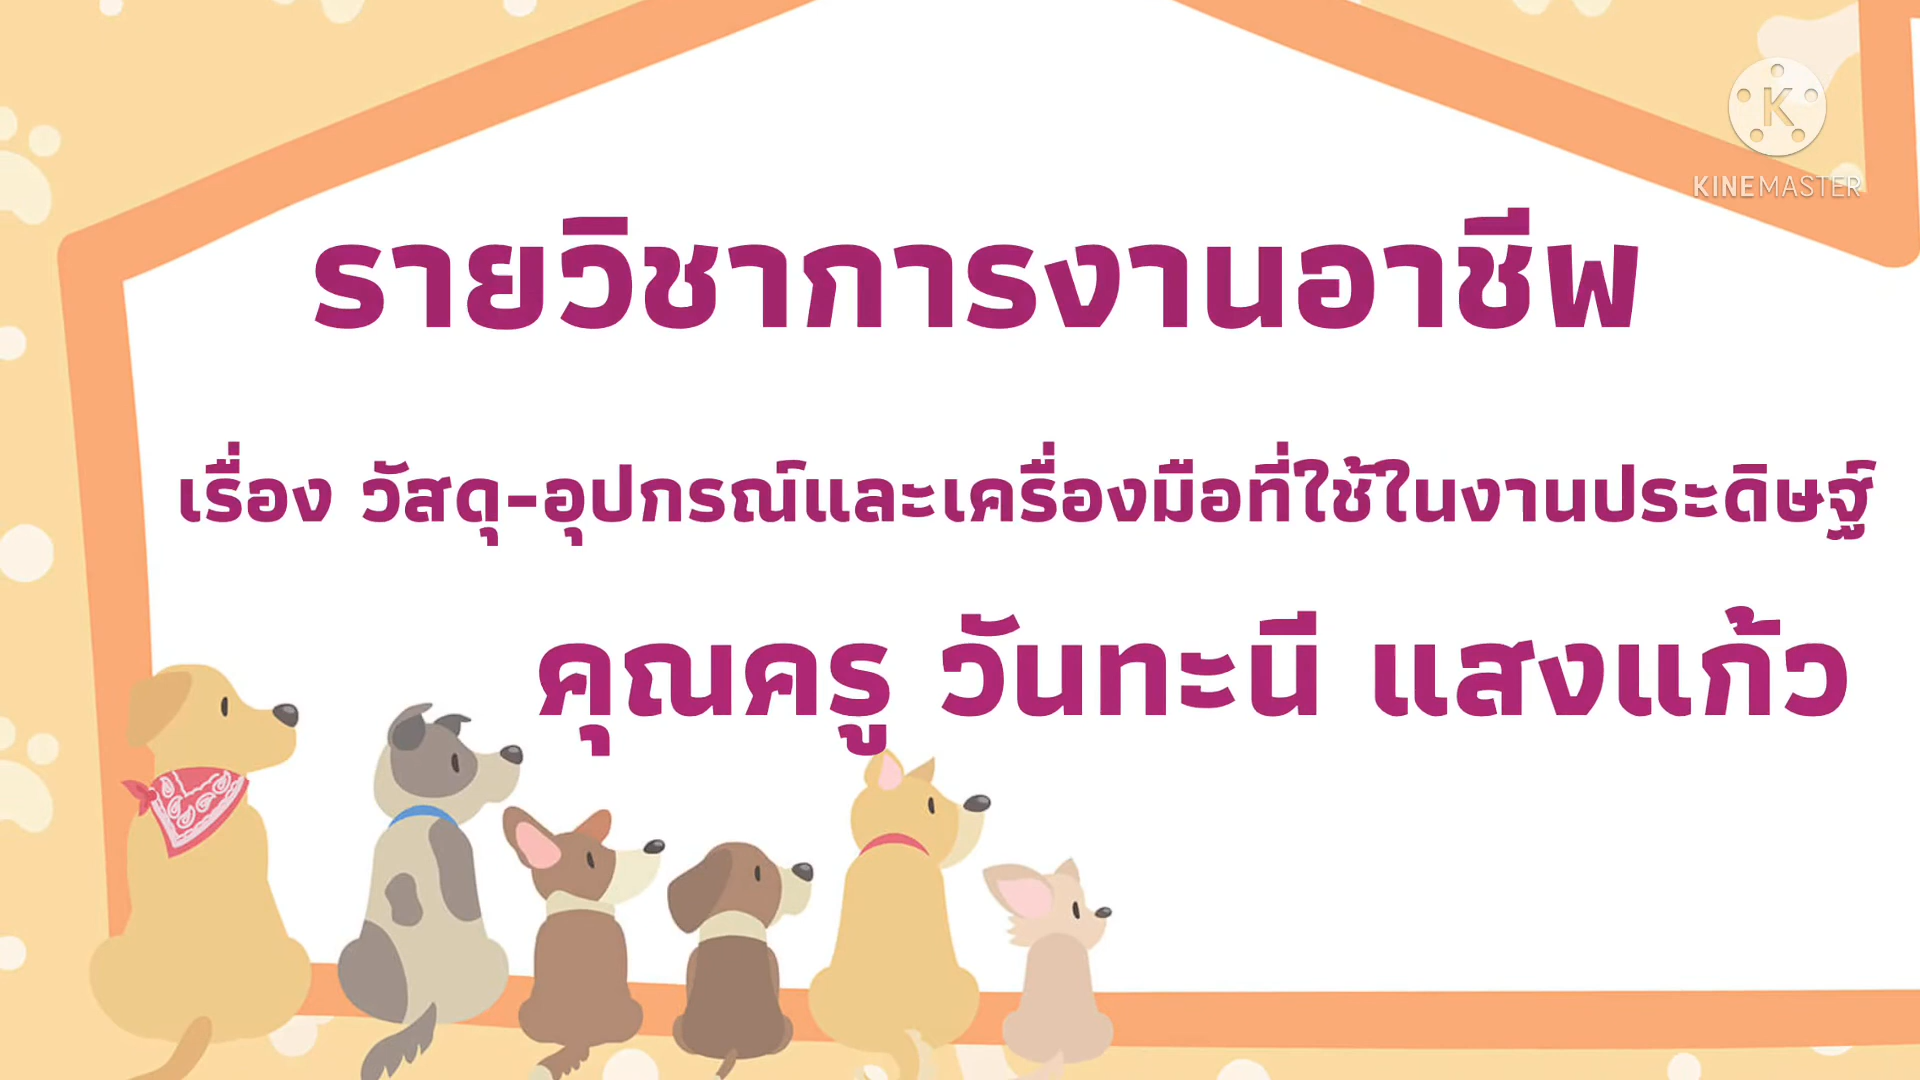 รายวิชาการงานอาชีพ
เรื่อง วัสดุ-อุปกรณ์และเครื่องมือที่ใช้ในงานประดิษฐ์
คุณครู วันทะนี แสงแก้ว
K
KINEMASTER